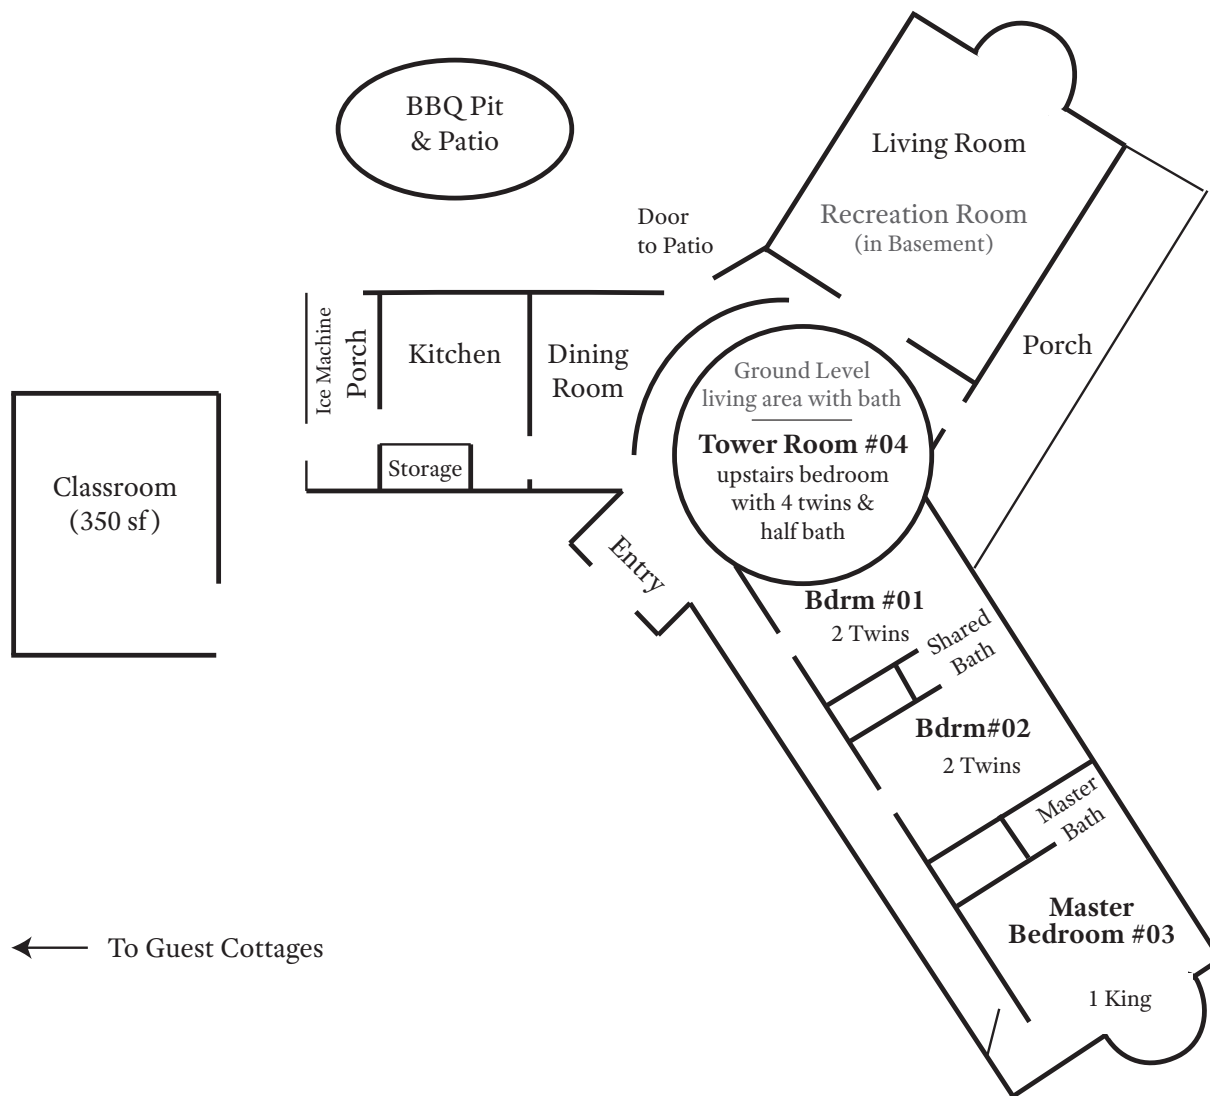 BBQ Pit
& Patio
Living Room
Recreation Room
(in Basement)
Door
to Patio
Porch
Ice Machine
Porch
Kitchen
Dining
Room
Storage
Ground Level
living area with bath
Tower Room #04
upstairs bedroom
with 4 twins &
half bath
Classroom
(350 sf)
Entry
Bdrm #01
2 Twins
Shared
Bath
Bdrm#02
2 Twins
Master
Bath
Master
Bedroom #03
1 King
To Guest Cottages